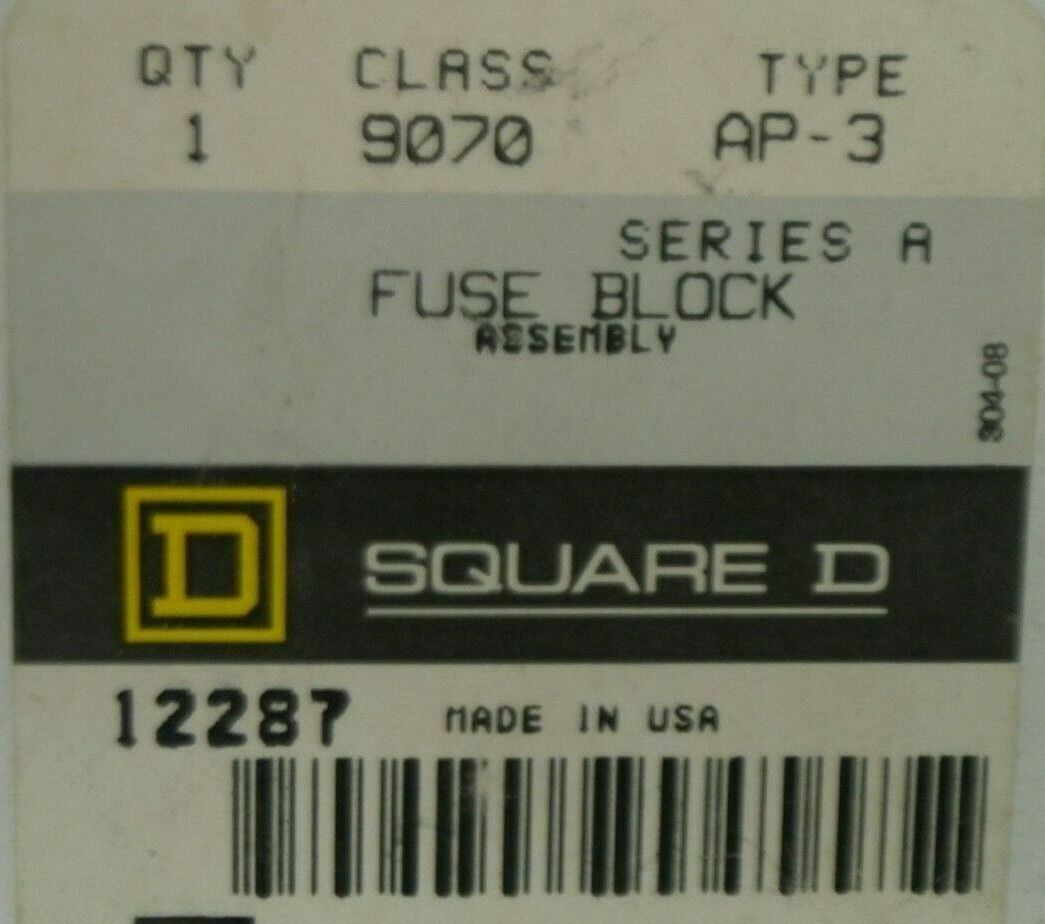 QTY CLASS TYPE
1 9070 AP-3
SERIES A
FUSE BLOCK
ASSEMBLY
304-08
D SQUARE D
12287 MADE IN USA